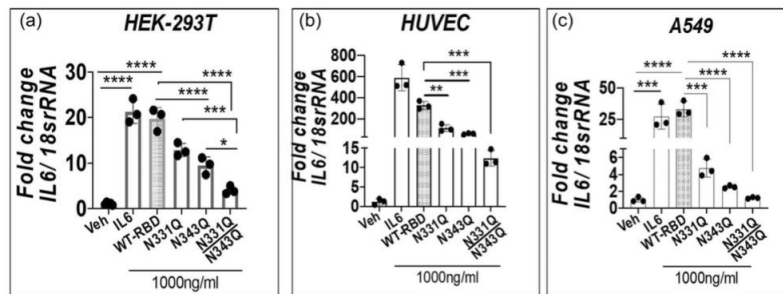 (a) HEK-293T
Fold change
IL6/ 18srRNA
30
20
10
0
****
****
****
****
***
*
Veh
IL6
WT-RBD
N331Q
N343Q
N331Q
N343Q
1000ng/ml
(b) HUVEC
Fold change
IL6/ 18srRNA
800
600
400
200
15
10
5
0
***
***
**
Veh
IL6
WT-RBD
N331Q
N343Q
N331Q
N343Q
1000ng/ml
(c) A549
Fold change
IL6/ 18srRNA
50
25
6
4
2
0
****
****
****
***
***
Veh
IL6
WT-RBD
N331Q
N343Q
N331Q
N343Q
1000ng/ml